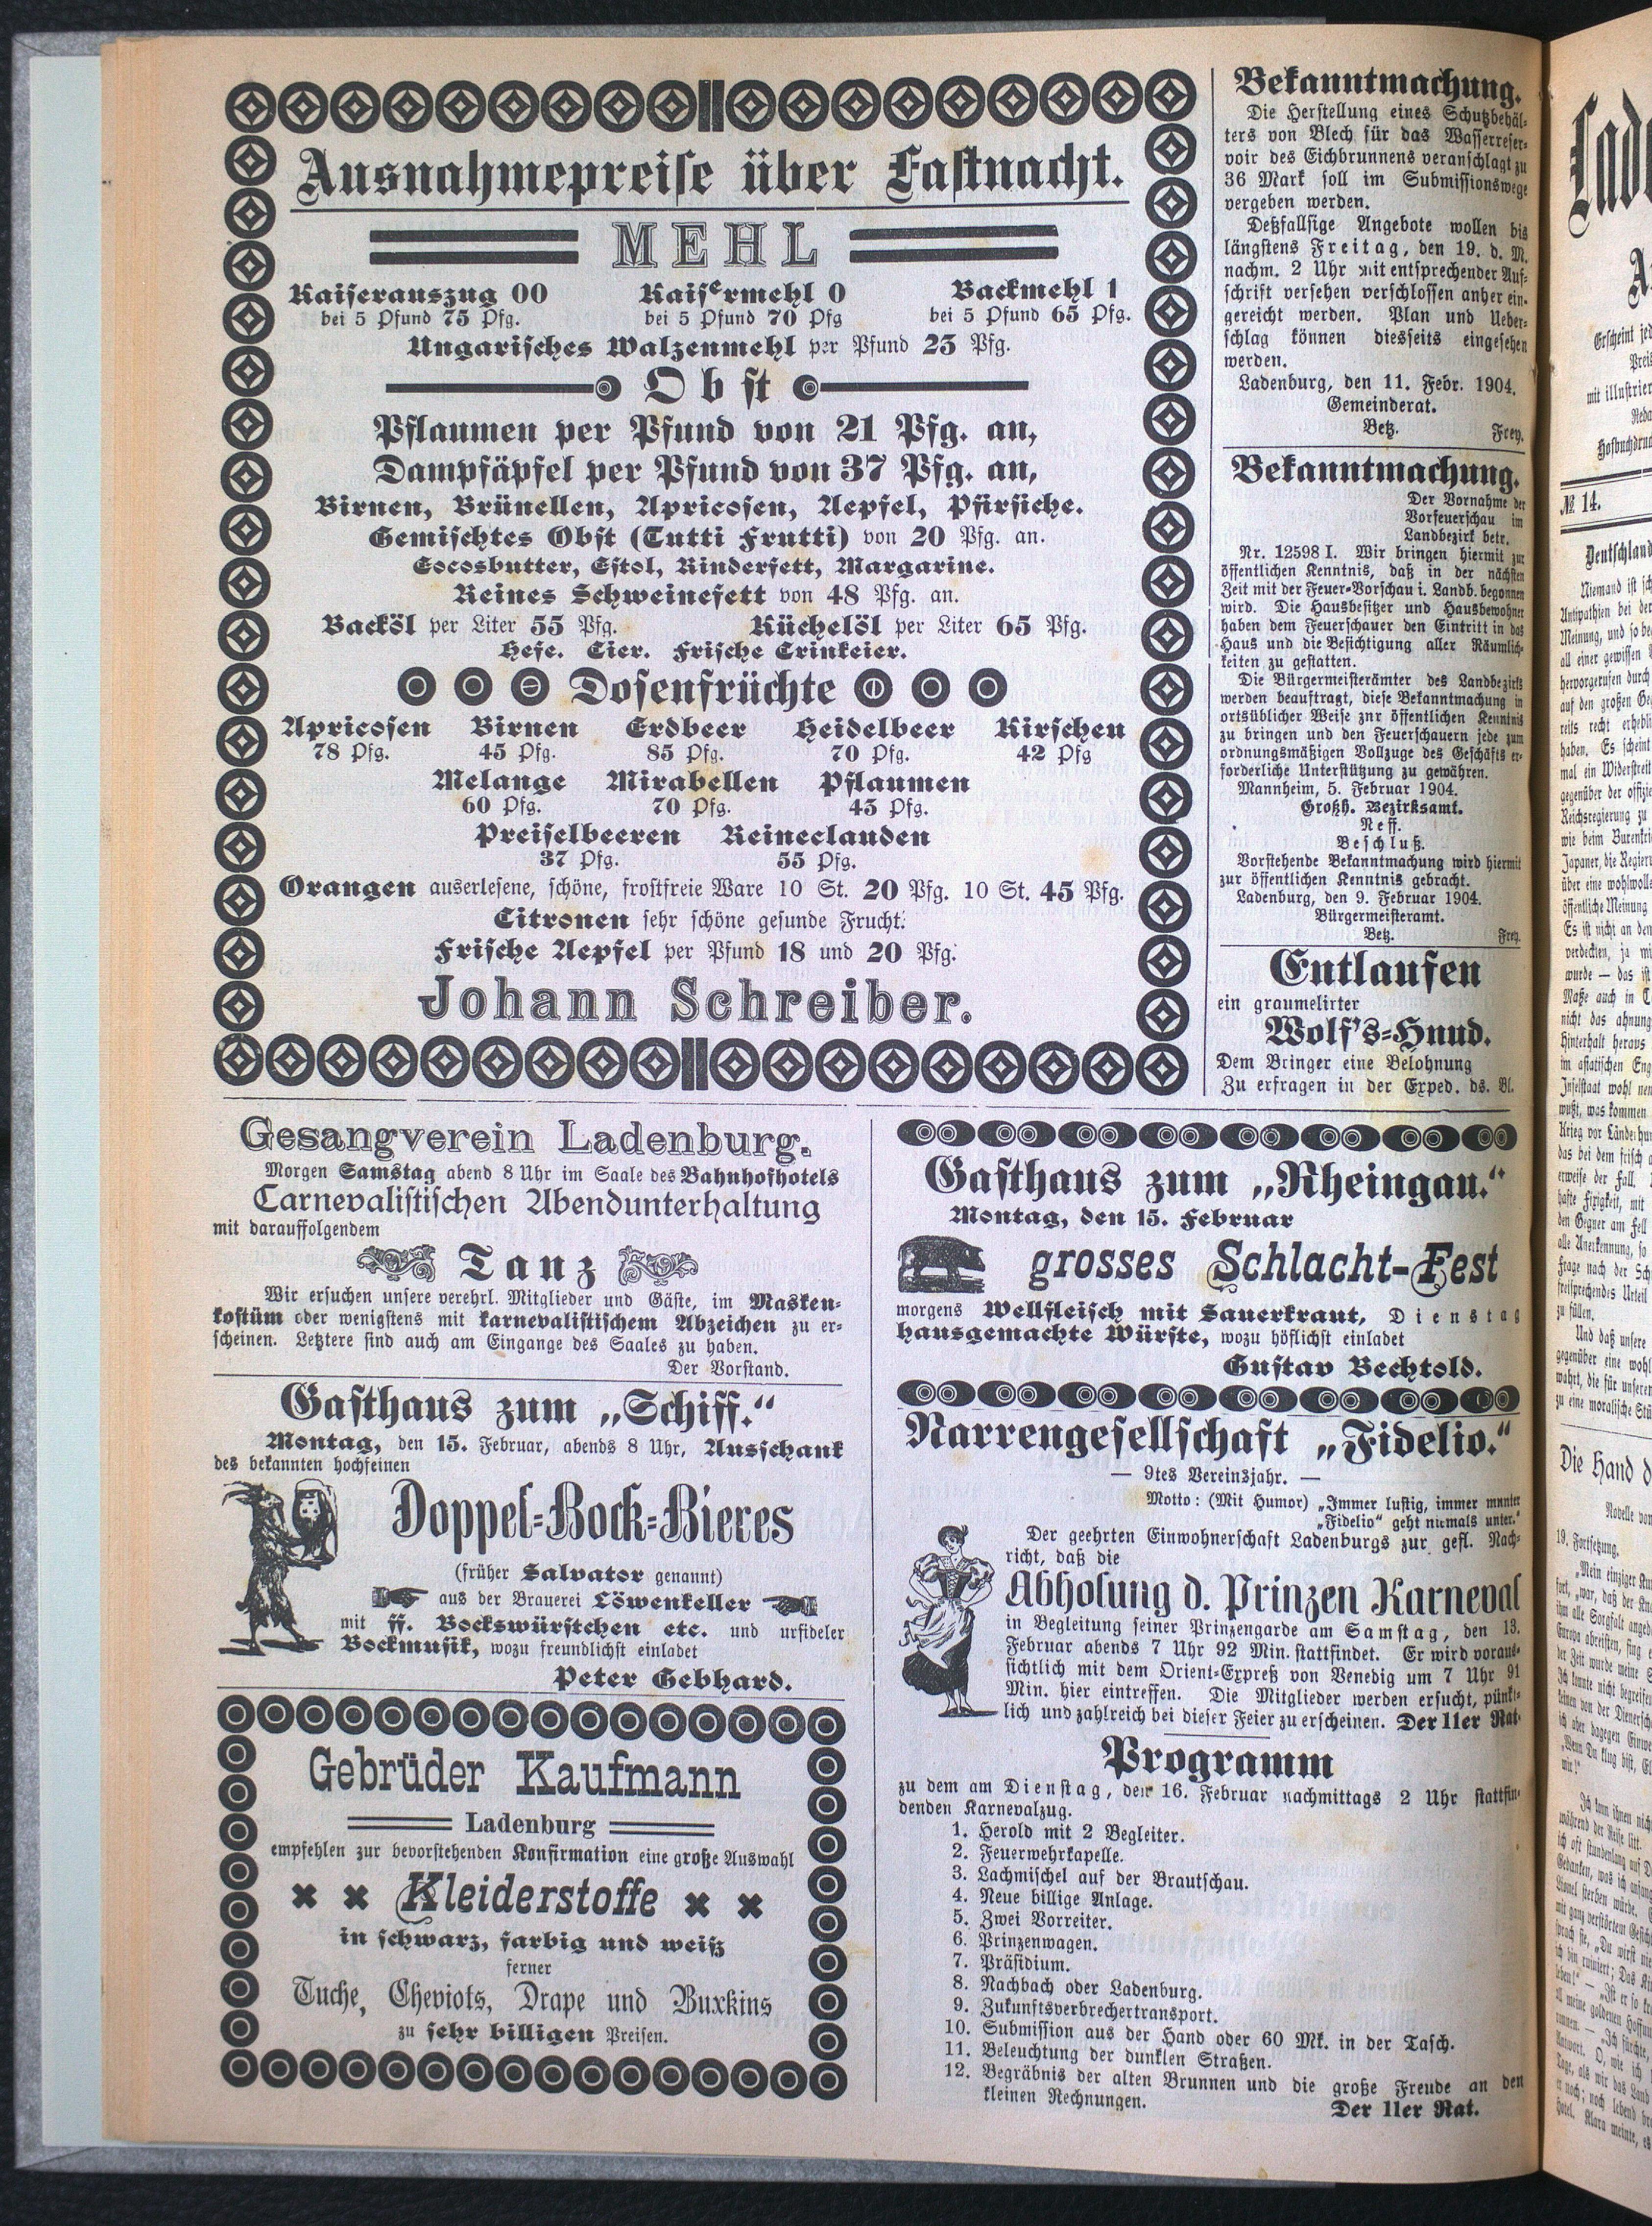 Ausnahmepreise über Fastnacht.
MEHL
Kaiserauszug 00 Kaisermehl 0 Backmehl 1
bei 5 Pfund 75 Pfg. bei 5 Pfund 70 Pfg bei 5 Pfund 65 Pfg.
Ungarisches Walzenmehl per Pfund 23 Pfg.
Obst
Pflaumen per Pfund von 21 Pfg. an,
Dampfäpfel per Pfund von 37 Pfg. an,
Birnen, Brünellen, Apricosen, Aepfel, Pfirsiche.
Gemischtes Obst (Tutti Frutti) von 20 Pfg. an.
Cocosbutter, Estol, Rinderfett, Margarine.
Reines Schweinefett von 48 Pfg. an.
Backöl per Liter 55 Pfg. Küchelöl per Liter 65 Pfg.
Hefe. Eier. Frische Trinkeier.
Dosenfrüchte
Apricosen Birnen Erdbeer Heidelbeer Kirschen
78 Pfg. 45 Pfg. 85 Pfg. 70 Pfg. 42 Pfg
Melange Mirabellen Pflaumen
60 Pfg. 70 Pfg. 43 Pfg.
Preiselbeeren Reineclauden
37 Pfg. 55 Pfg.
Orangen auserlesene, schöne, frostfreie Ware 10 St. 20 Pfg. 10 St. 45 Pfg.
Citronen sehr schöne gesunde Frucht.
Frische Aepfel per Pfund 18 und 20 Pfg.
Johann Schreiber.
Bekanntmachung.
Die Herstellung eines Schutzbehäl-
ters von Blech für das Wasserreser-
voir des Eichbrunnens veranschlagt zu
36 Mark soll im Submissionswege
vergeben werden.
Deßfallsige Angebote wollen bis
längstens Freitag, den 19. d. M.
nachm. 2 Uhr mit entsprechender Auf-
schrift versehen verschlossen anher ein-
gereicht werden. Plan und Ueber-
schlag können diesseits eingesehen
werden.
Ladenburg, den 11. Febr. 1904.
Gemeinderat.
Betz. Frey.
Bekanntmachung.
Der Vornahme der
Vorfeuerschau im
Landbezirk betr.
Nr. 12598 I. Wir bringen hiermit zur
öffentlichen Kenntnis, daß in der nächsten
Zeit mit der Feuer-Vorschau i. Landb. begonnen
wird. Die Hausbesitzer und Hausbewohner
haben dem Feuerschauer den Eintritt in das
Haus und die Besichtigung aller Räumlich-
keiten zu gestatten.
Die Bürgermeisterämter des Landbezirks
werden beauftragt, diese Bekanntmachung in
ortsüblicher Weise znr öffentlichen Kenntnis
zu bringen und den Feuerschauern jede zum
ordnungsmäßigen Vollzuge des Geschäfts er-
forderliche Unterstützung zu gewähren.
Mannheim, 5. Februar 1904.
Großh. Bezirksamt.
Neff.
Beschluß.
Vorstehende Bekanntmachung wird hiermit
zur öffentlichen Kenntnis gebracht.
Ladenburg, den 9. Februar 1904.
Bürgermeisteramt.
Betz. Frey.
Entlaufen
ein graumelirter
Wolf's-Hund.
Dem Bringer eine Belohnung
Zu erfragen in der Exped. ds. Bl.
Gesangverein Ladenburg.
Morgen Samstag abend 8 Uhr im Saale des Bahnhofhotels
Carnevalistischen Abendunterhaltung
mit darauffolgendem
Tanz
Wir ersuchen unsere verehrl. Mitglieder und Gäste, im Masken-
kostüm oder wenigstens mit karnevalistischem Abzeichen zu er-
scheinen. Letztere sind auch am Eingange des Saales zu haben.
Der Vorstand.
Gasthaus zum „Schiff."
Montag, den 15. Februar, abends 8 Uhr, Ausschank
des bekannten hochfeinen
Doppel-Bock-Bieres
(früher Salvator genannt)
aus der Brauerei Löwenkeller
mit ff. Bockswürstchen etc. und urfideler
Bockmusik, wozu freundlichst einladet
Peter Gebhard.
Gebrüder Kaufmann
Ladenburg
empfehlen zur bevorstehenden Konfirmation eine große Auswahl
Kleiderstoffe
in schwarz, farbig und weiß
ferner
Tuche, Cheviots, Drape und Buxkins
zu sehr billigen Preisen.
Gasthaus zum „Rheingau."
Montag, den 15. Februar
grosses Schlacht-Fest
morgens Wellfleisch mit Sauerkraut, Dienstag
hausgemachte Würste, wozu höflichst einladet
Gustav Bechtold.
Narrengesellschaft „Fidelio."
— 9tes Vereinsjahr. —
Motto: (Mit Humor) „Immer lustig, immer munter
„Fidelio" geht niemals unter."
Der geehrten Einwohnerschaft Ladenburgs zur gefl. Nach-
richt, daß die
Abholung d. Prinzen Karneval
in Begleitung seiner Prinzengarde am Samstag, den 13.
Februar abends 7 Uhr 92 Min. stattfindet. Er wird voraus-
sichtlich mit dem Orient-Expreß von Venedig um 7 Uhr 91
Min. hier eintreffen. Die Mitglieder werden ersucht, pünkt-
lich und zahlreich bei dieser Feier zu erscheinen. Der 11er Rat.
Programm
zu dem am Dienstag, den 16. Februar nachmittags 2 Uhr stattfin-
denden Karnevalzug.
1. Herold mit 2 Begleiter.
2. Feuerwehrkapelle.
3. Lachmischel auf der Brautschau.
4. Neue billige Anlage.
5. Zwei Vorreiter.
6. Prinzenwagen.
7. Präsidium.
8. Nachbach oder Ladenburg.
9. Zukunftsverbrechertransport.
10. Submission aus der Hand oder 60 Mk. in der Tasch.
11. Beleuchtung der dunklen Straßen.
12. Begräbnis der alten Brunnen und die große Freude an den
kleinen Rechnungen.
Der 11er Rat.
№ 14.